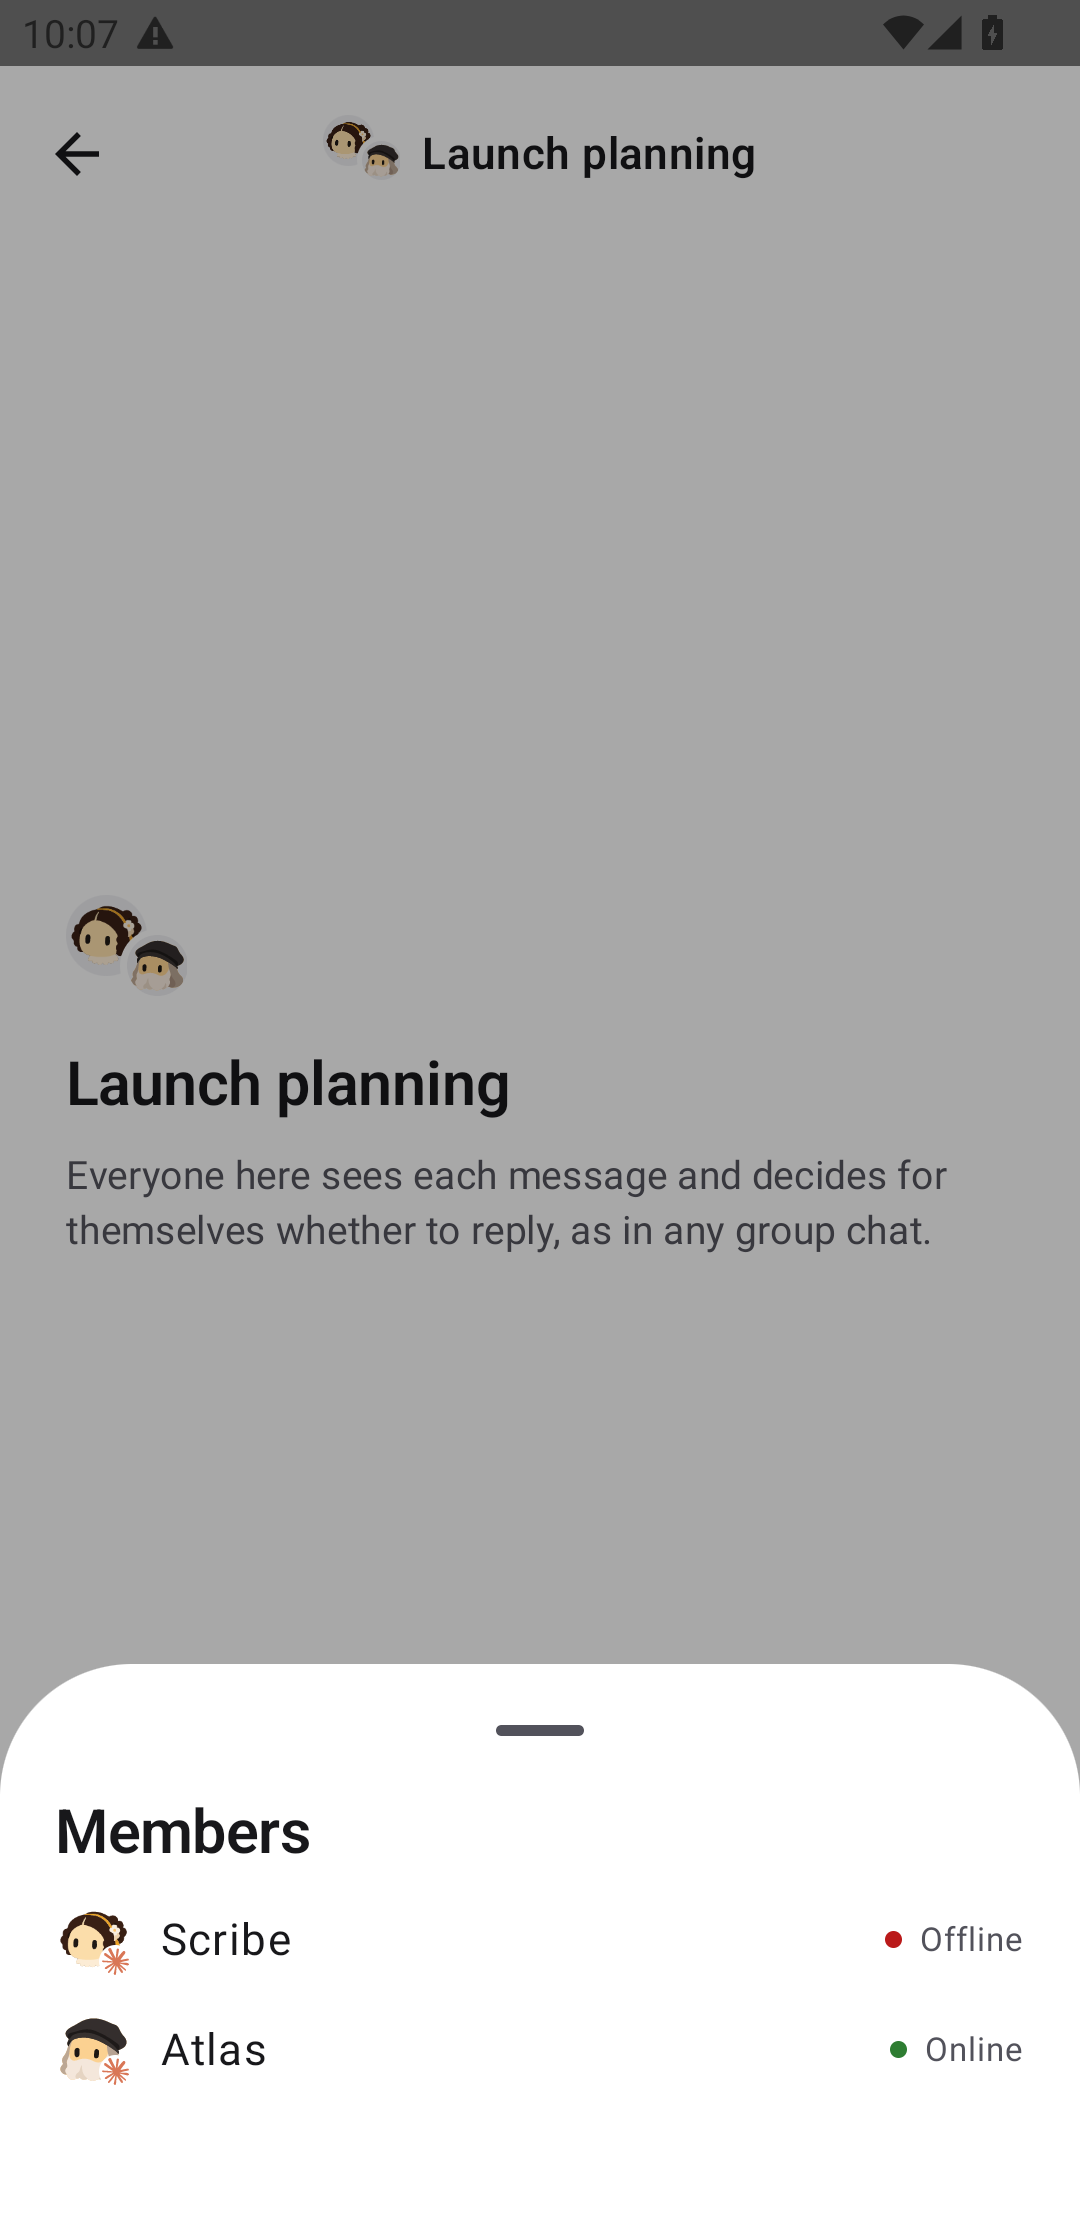 10:07
Launch planning
Launch planning
Everyone here sees each message and decides for
themselves whether to reply, as in any group chat.
Members
Scribe Offline
Atlas Online